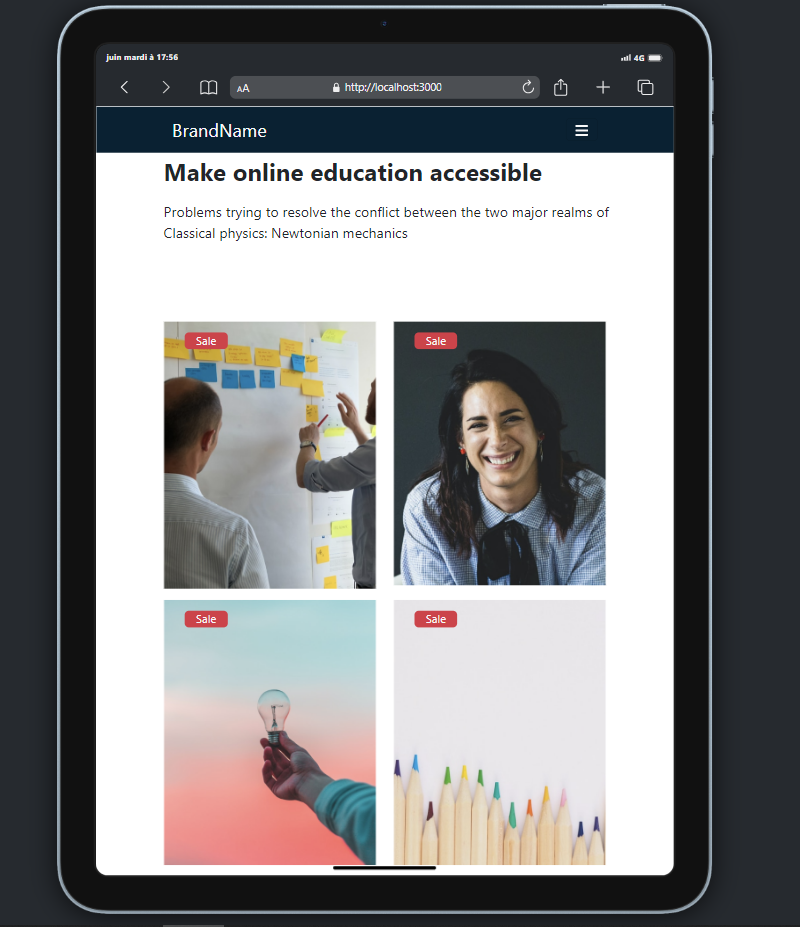 juin mardi à 17:56
4G
AA
http://localhost:3000
BrandName
Make online education accessible
Problems trying to resolve the conflict between the two major realms of
Classical physics: Newtonian mechanics
Sale
Sale
Sale
Sale